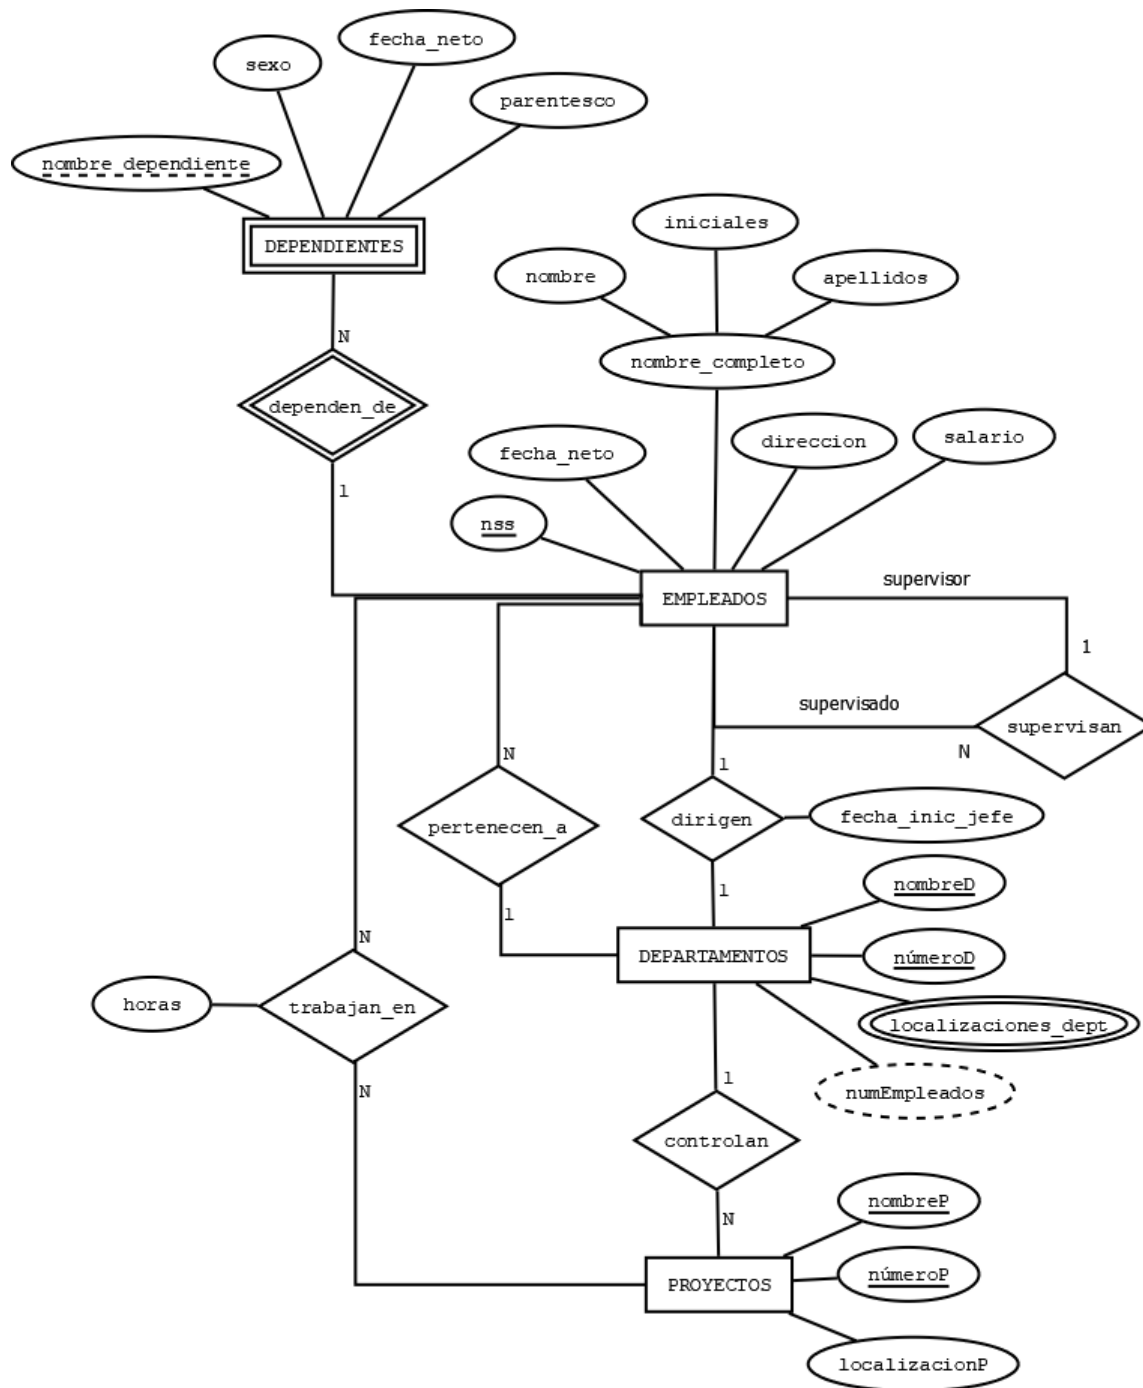 fecha_neto
sexo
parentesco
nombre_dependiente
DEPENDIENTES
iniciales
nombre
apellidos
N
nombre_completo
dependen_de
direccion
salario
fecha_neto
1
nss
supervisor
EMPLEADOS
1
supervisado
supervisan
N
N
1
dirigen
fecha_inic_jefe
pertenecen_a
nombreD
1
1
N
DEPARTAMENTOS
númeroD
horas
trabajan_en
localizaciones_dept
1
N
numEmpleados
controlan
nombreP
N
PROYECTOS
númeroP
localizacionP